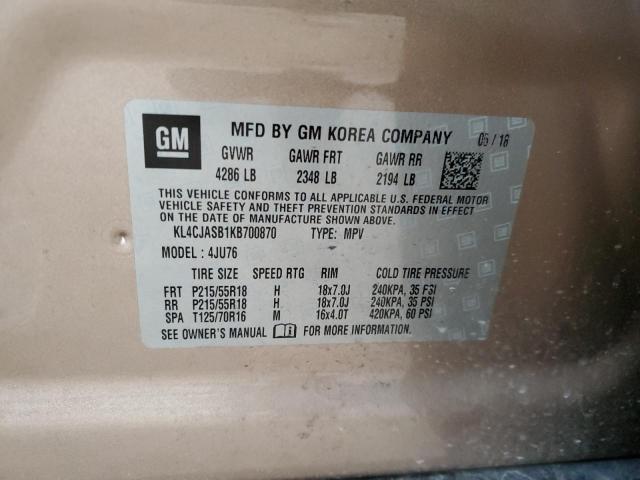 GM MFD BY GM KOREA COMPANY 06/18
GVWR GAWR FRT GAWR RR
4286 LB 2348 LB 2194 LB
THIS VEHICLE CONFORMS TO ALL APPLICABLE U.S. FEDERAL MOTOR
VEHICLE SAFETY AND THEFT PREVENTION STANDARDS IN EFFECT
ON THE DATE OF MANUFACTURE SHOWN ABOVE.
KL4CJASB1KB700870 TYPE: MPV
MODEL : 4JU76
TIRE SIZE SPEED RTG RIM COLD TIRE PRESSURE
FRT P215/55R18 H 18x7.0J 240KPA, 35 PSI
RR P215/55R18 H 18x7.0J 240KPA, 35 PSI
SPA T125/70R16 M 16x4.0T 420KPA, 60 PSI
SEE OWNER'S MANUAL FOR MORE INFORMATION.